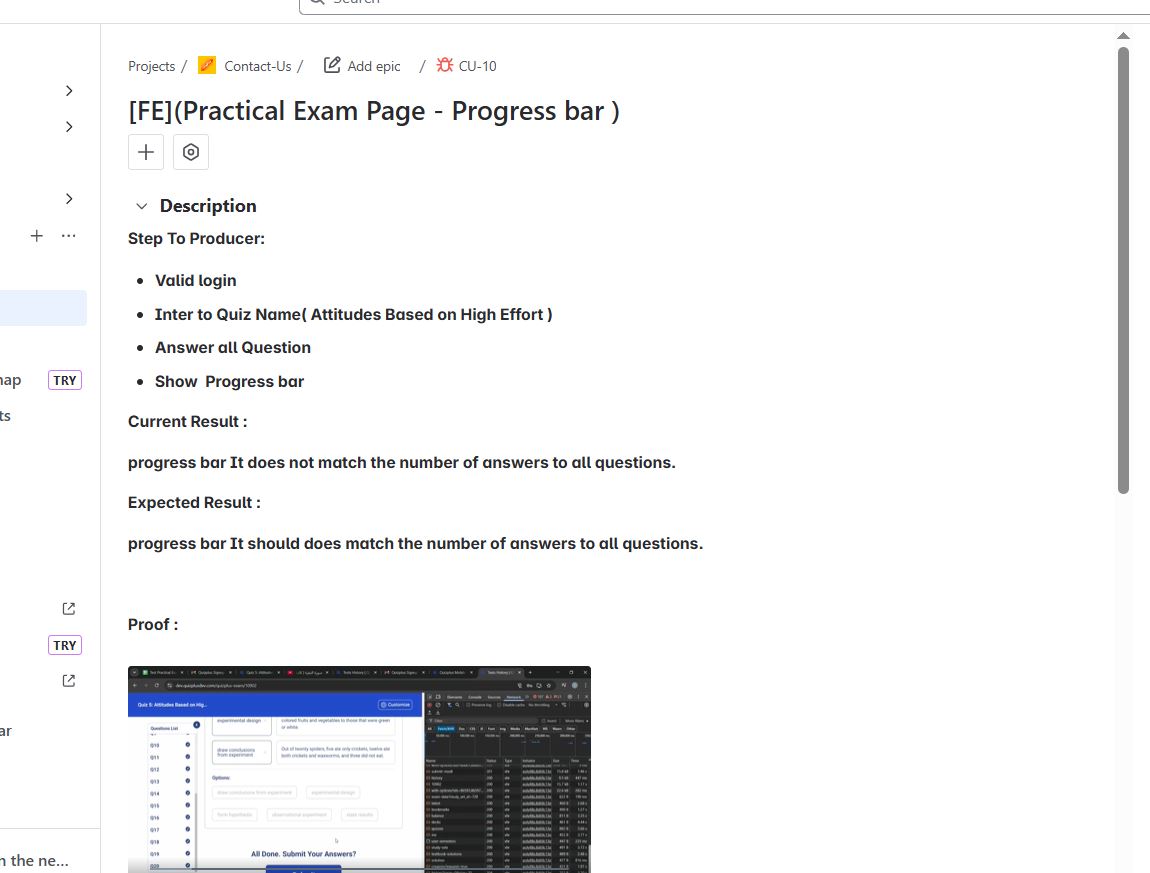 Search
Projects / Contact-Us / Add epic / CU-10
[FE](Practical Exam Page - Progress bar )
Description
Step To Producer:
Valid login
Inter to Quiz Name( Attitudes Based on High Effort )
Answer all Question
Show Progress bar
Current Result :
progress bar It does not match the number of answers to all questions.
Expected Result :
progress bar It should does match the number of answers to all questions.
Proof :
TRY
ts
TRY
ar
n the ne...
Quiz 5: Attitudes Based on Hig...
Customize
Questions List
experimental design
colored fruits and vegetables to those that were green
or white
draw conclusions
from experiment
Out of twenty spiders, five ate only crickets, twelve ate
both crickets and waxworms, and three did not eat.
Options:
draw conclusions from experiment
experimental design
form hypothesis
observational experiment
state results
Q10
Q11
Q12
Q13
Q14
Q15
Q16
Q17
Q18
Q19
Q20
All Done. Submit Your Answers?